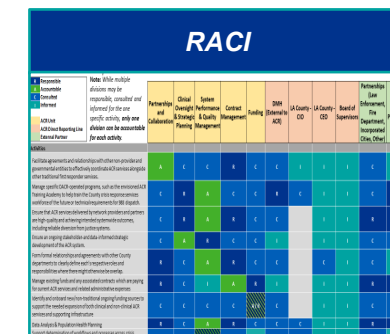 RACI
R Responsible
A Accountable
C Consulted
I Informed
ACR Unit
ACR Direct Reporting Line
External Partner
Note: While multiple
divisions may be
responsible, consulted and
informed for the one
specific activity, only one
division can be accountable
for each activity.
Partnerships and Collaboration
Clinical Oversight & Strategic Planning
System Performance & Quality Management
Contract Management
Funding
DMH (External to ACR)
LA County - CIO
LA County - CEO
Board of Supervisors
Partnerships (Law Enforcement, Fire Department, Incorporated Cities, Other)
Activities
Facilitate agreements and relationships with other non-provider and
governmental entities to effectively coordinate ACR services alongside
other traditional first responder services.
A C C R C C I I I C
Manage specific DACR-operated programs, such as the envisioned ACR
Training Academy to help train the County crisis response services
workforce of the future or technical requirements for 988 dispatch.
C R A C C R C I I C
Ensure that ACR services delivered by network providers and partners
are high quality and achieving intended systemwide outcomes,
including reliable diversion from justice systems.
C R A R C C I I R
Ensure an ongoing stakeholder and data-informed strategic
development of the ACR system.
C A R C C I I I C
Form formal relationships and agreements with other County
departments to clearly define each's respective roles and
responsibilities where there might otherwise be overlap.
R C A R C C C I C
Manage existing funds and any associated contracts which are paying
for current ACR services and related administrative expenses
R C I A R I I I R
Identify and onboard new/non-traditional ongoing funding sources to
support the needed expansion of both clinical and non-clinical ACR
services and supporting infrastructure
C C C C A/R C I I C
Data Analysis & Population Health Planning
R C A R C C C I R